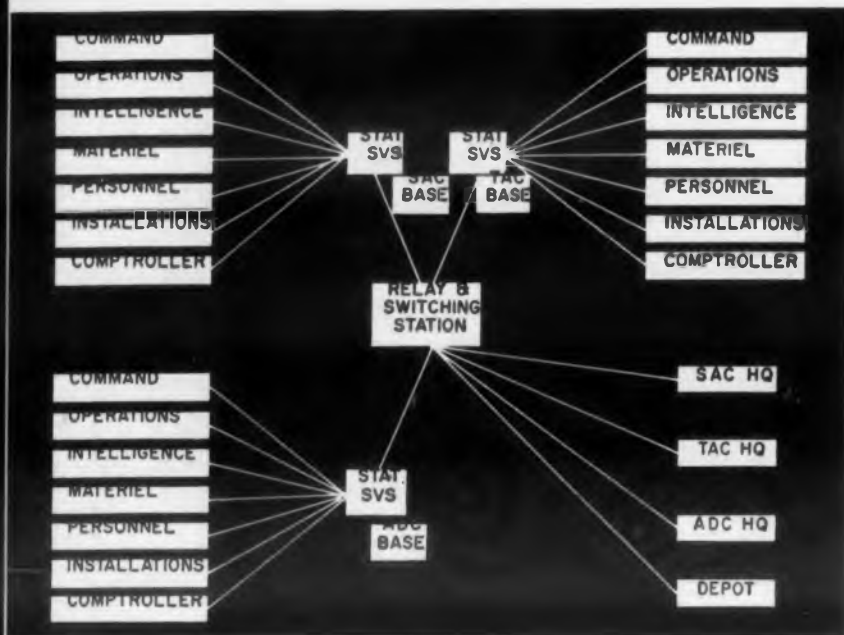 COMMAND
OPERATIONS
INTELLIGENCE
MATERIEL
PERSONNEL
INSTALLATIONS
COMPTROLLER
STAT
SVS
SAC
BASE
STAT
SVS
TAC
BASE
COMMAND
OPERATIONS
INTELLIGENCE
MATERIEL
PERSONNEL
INSTALLATIONS
COMPTROLLER
RELAY &
SWITCHING
STATION
COMMAND
OPERATIONS
INTELLIGENCE
MATERIEL
PERSONNEL
INSTALLATIONS
COMPTROLLER
STAT.
SVS
ADC
BASE
SAC HQ
TAC HQ
ADC HQ
DEPOT